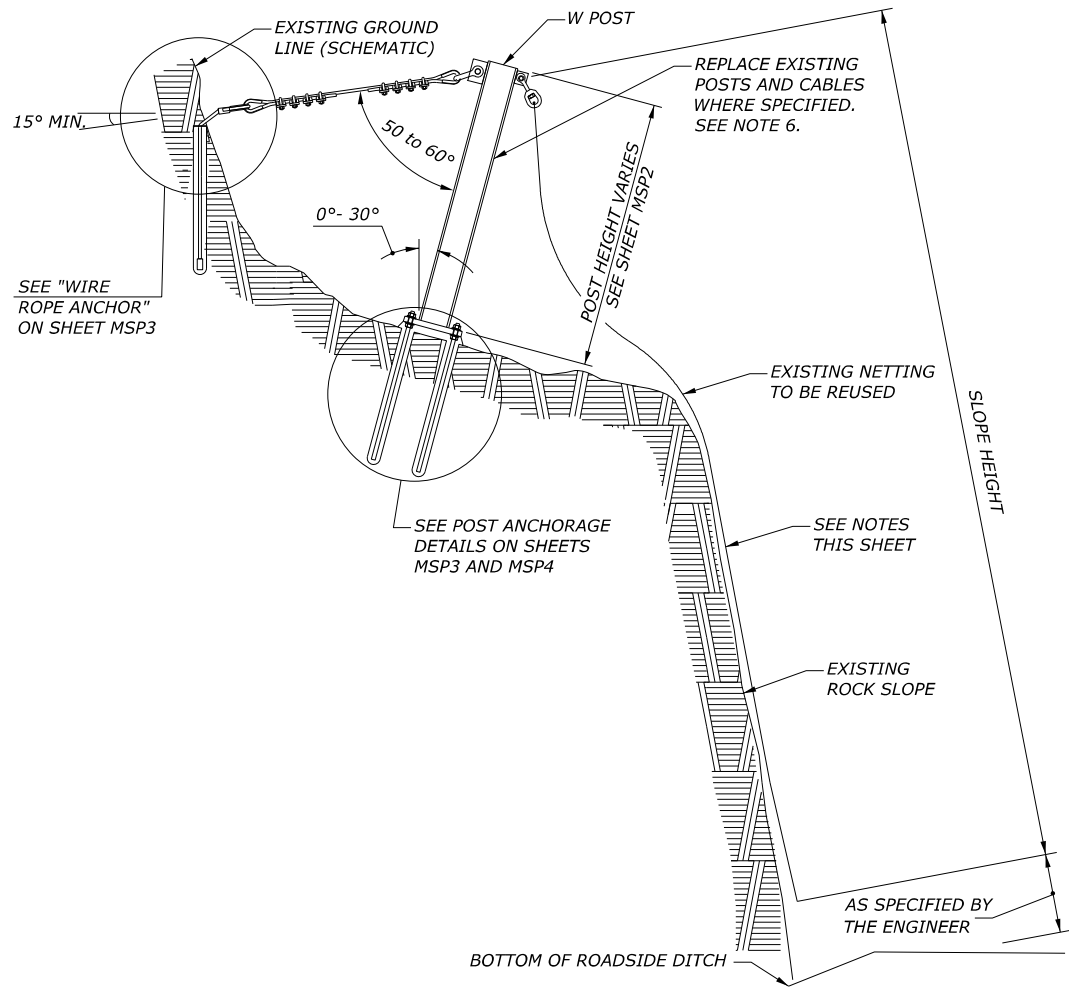 EXISTING GROUND
LINE (SCHEMATIC)
W POST
REPLACE EXISTING
POSTS AND CABLES
WHERE SPECIFIED.
SEE NOTE 6.
15° MIN.
50 to 60°
0°- 30°
POST HEIGHT VARIES
SEE SHEET MSP2
SEE "WIRE
ROPE ANCHOR"
ON SHEET MSP3
EXISTING NETTING
TO BE REUSED
SLOPE HEIGHT
SEE POST ANCHORAGE
DETAILS ON SHEETS
MSP3 AND MSP4
SEE NOTES
THIS SHEET
EXISTING
ROCK SLOPE
AS SPECIFIED BY
THE ENGINEER
BOTTOM OF ROADSIDE DITCH